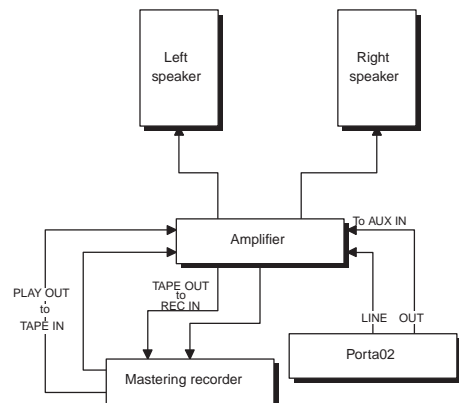 Left
speaker
Right
speaker
To AUX IN
Amplifier
TAPE OUT
to
REC IN
PLAY OUT
to
TAPE IN
LINE OUT
Porta02
Mastering recorder